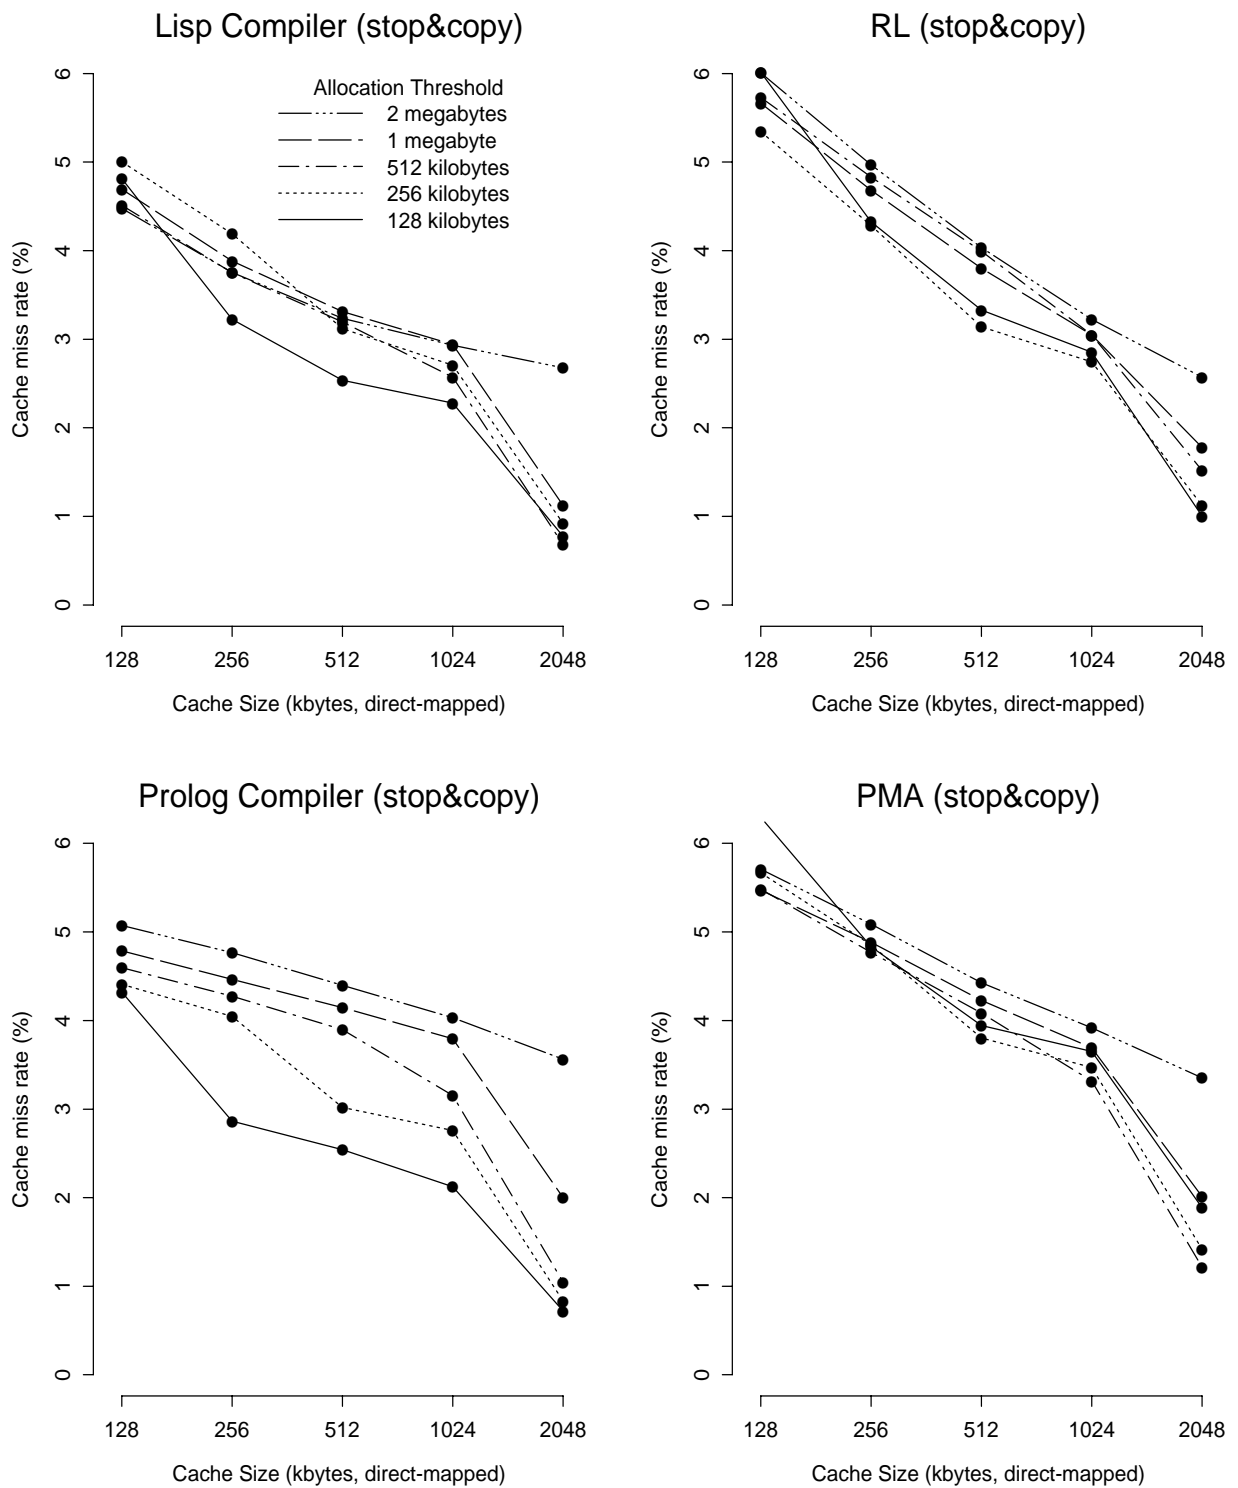 Lisp Compiler (stop&copy)
Cache miss rate (%)
6
5
4
3
2
1
0
Allocation Threshold
2 megabytes
1 megabyte
512 kilobytes
256 kilobytes
128 kilobytes
128 256 512 1024 2048
Cache Size (kbytes, direct-mapped)
RL (stop&copy)
Cache miss rate (%)
6
5
4
3
2
1
0
128 256 512 1024 2048
Cache Size (kbytes, direct-mapped)
Prolog Compiler (stop&copy)
Cache miss rate (%)
6
5
4
3
2
1
0
128 256 512 1024 2048
Cache Size (kbytes, direct-mapped)
PMA (stop&copy)
Cache miss rate (%)
6
5
4
3
2
1
0
128 256 512 1024 2048
Cache Size (kbytes, direct-mapped)